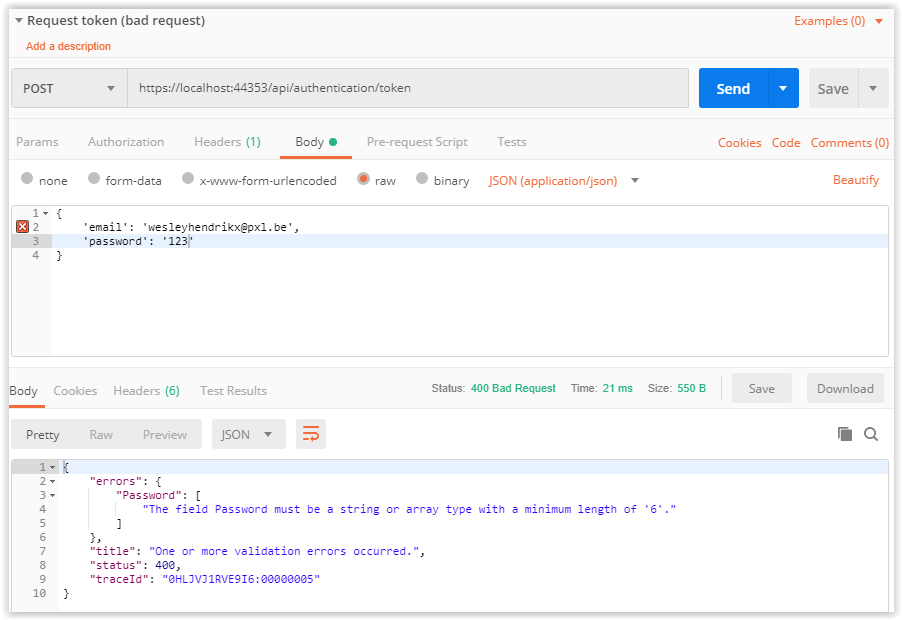 Request token (bad request) Examples (0)
Add a description
POST https://localhost:44353/api/authentication/token Send Save
Params Authorization Headers (1) Body Pre-request Script Tests Cookies Code Comments (0)
none form-data x-www-form-urlencoded raw binary JSON (application/json) Beautify
1 {
2 'email': 'wesleyhendrikx@pxl.be',
3 'password': '123'
4 }
Body Cookies Headers (6) Test Results Status: 400 Bad Request Time: 21 ms Size: 550 B Save Download
Pretty Raw Preview JSON
1 {
2 "errors": {
3 "Password": [
4 "The field Password must be a string or array type with a minimum length of '6'."
5 ]
6 },
7 "title": "One or more validation errors occurred.",
8 "status": 400,
9 "traceId": "0HLJVJ1RVE9I6:00000005"
10 }